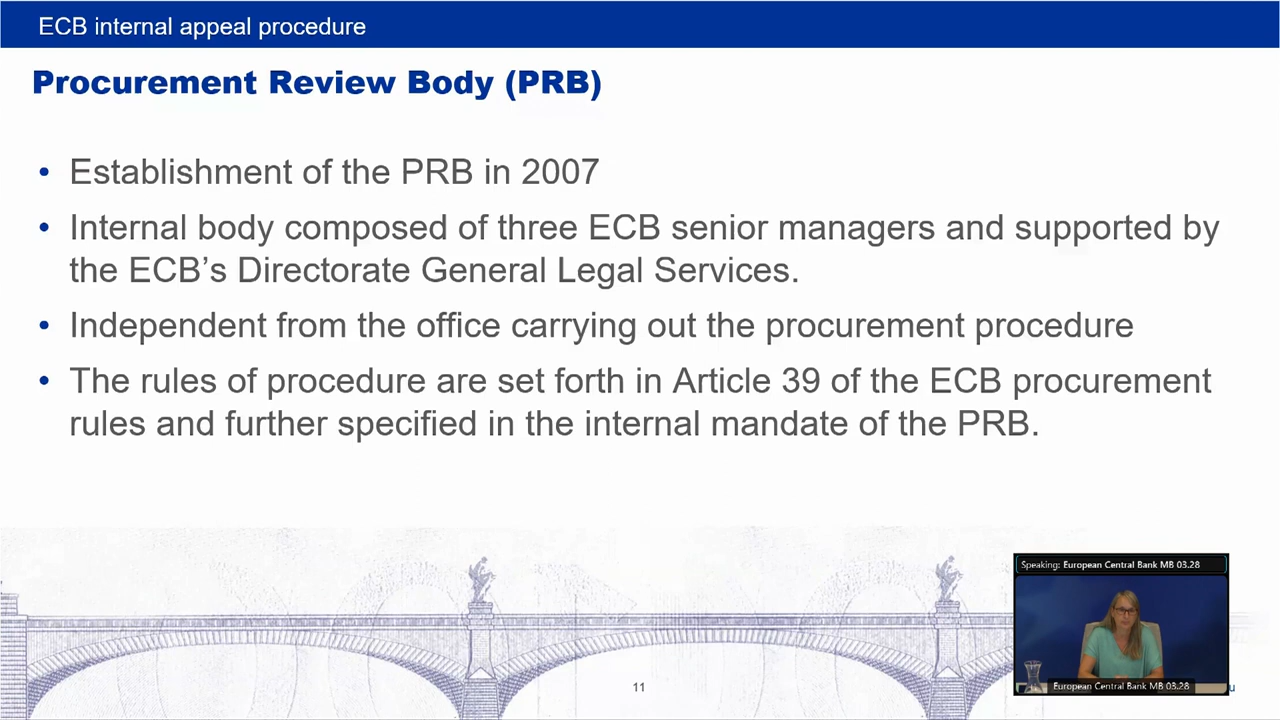 ECB internal appeal procedure
Procurement Review Body (PRB)
• Establishment of the PRB in 2007
• Internal body composed of three ECB senior managers and supported by
the ECB’s Directorate General Legal Services.
• Independent from the office carrying out the procurement procedure
• The rules of procedure are set forth in Article 39 of the ECB procurement
rules and further specified in the internal mandate of the PRB.
Speaking: European Central Bank MB 03.28
European Central Bank MB 03.28
11